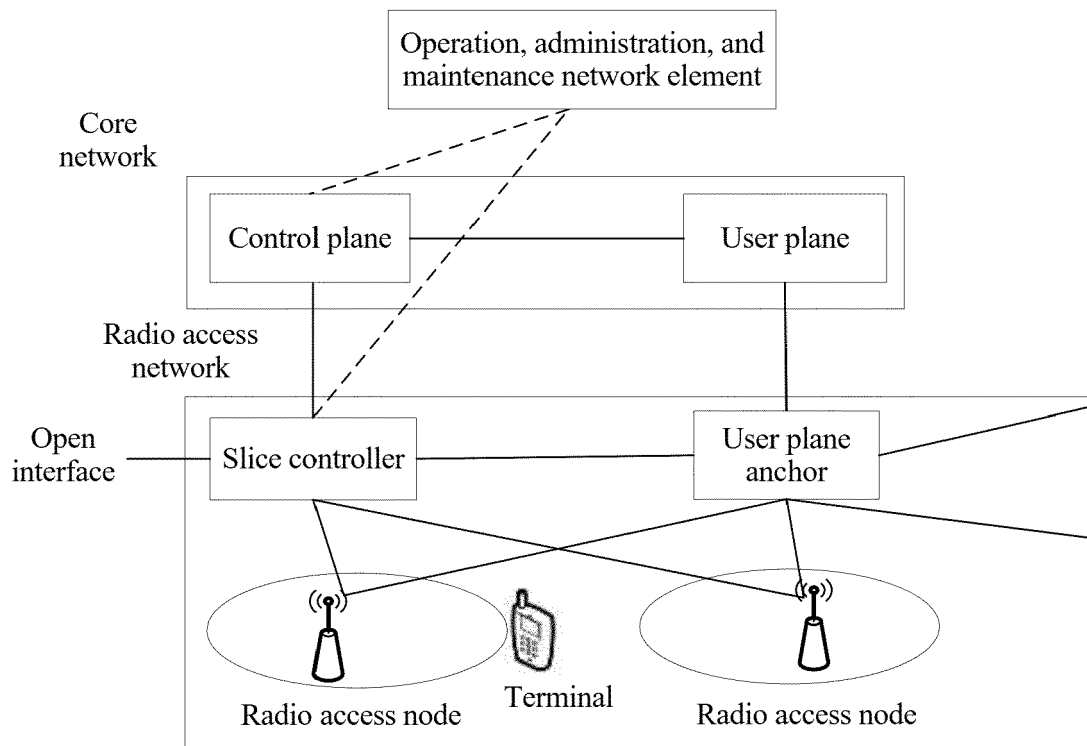 Operation, administration, and
maintenance network element
Core
network
Control plane
User plane
Radio access
network
Open
interface
Slice controller
User plane
anchor
Terminal
Radio access node
Radio access node